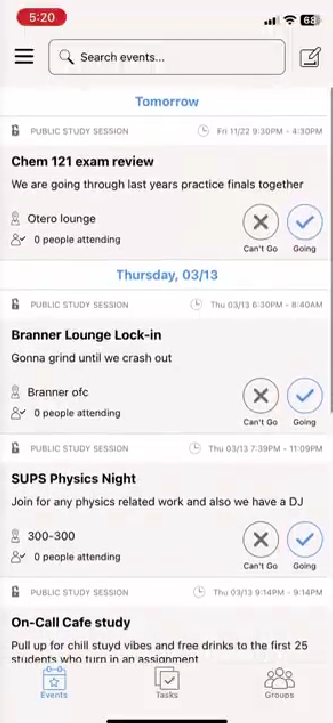 5:20
68
Search events...
Tomorrow
PUBLIC STUDY SESSION
Fri 11/22 9:30PM - 4:30PM
Chem 121 exam review
We are going through last years practice finals together
Otero lounge
0 people attending
Can't Go
Going
Thursday, 03/13
PUBLIC STUDY SESSION
Thu 03/13 6:30PM - 8:40AM
Branner Lounge Lock-in
Gonna grind until we crash out
Branner ofc
0 people attending
Can't Go
Going
PUBLIC STUDY SESSION
Thu 03/13 7:39PM - 11:09PM
SUPS Physics Night
Join for any physics related work and also we have a DJ
300-300
0 people attending
Can't Go
Going
PUBLIC STUDY SESSION
Thu 03/13 9:14PM - 9:14PM
On-Call Cafe study
Pull up for chill stuyd vibes and free drinks to the first 25
students who turn in an assignment
Events
Tasks
Groups